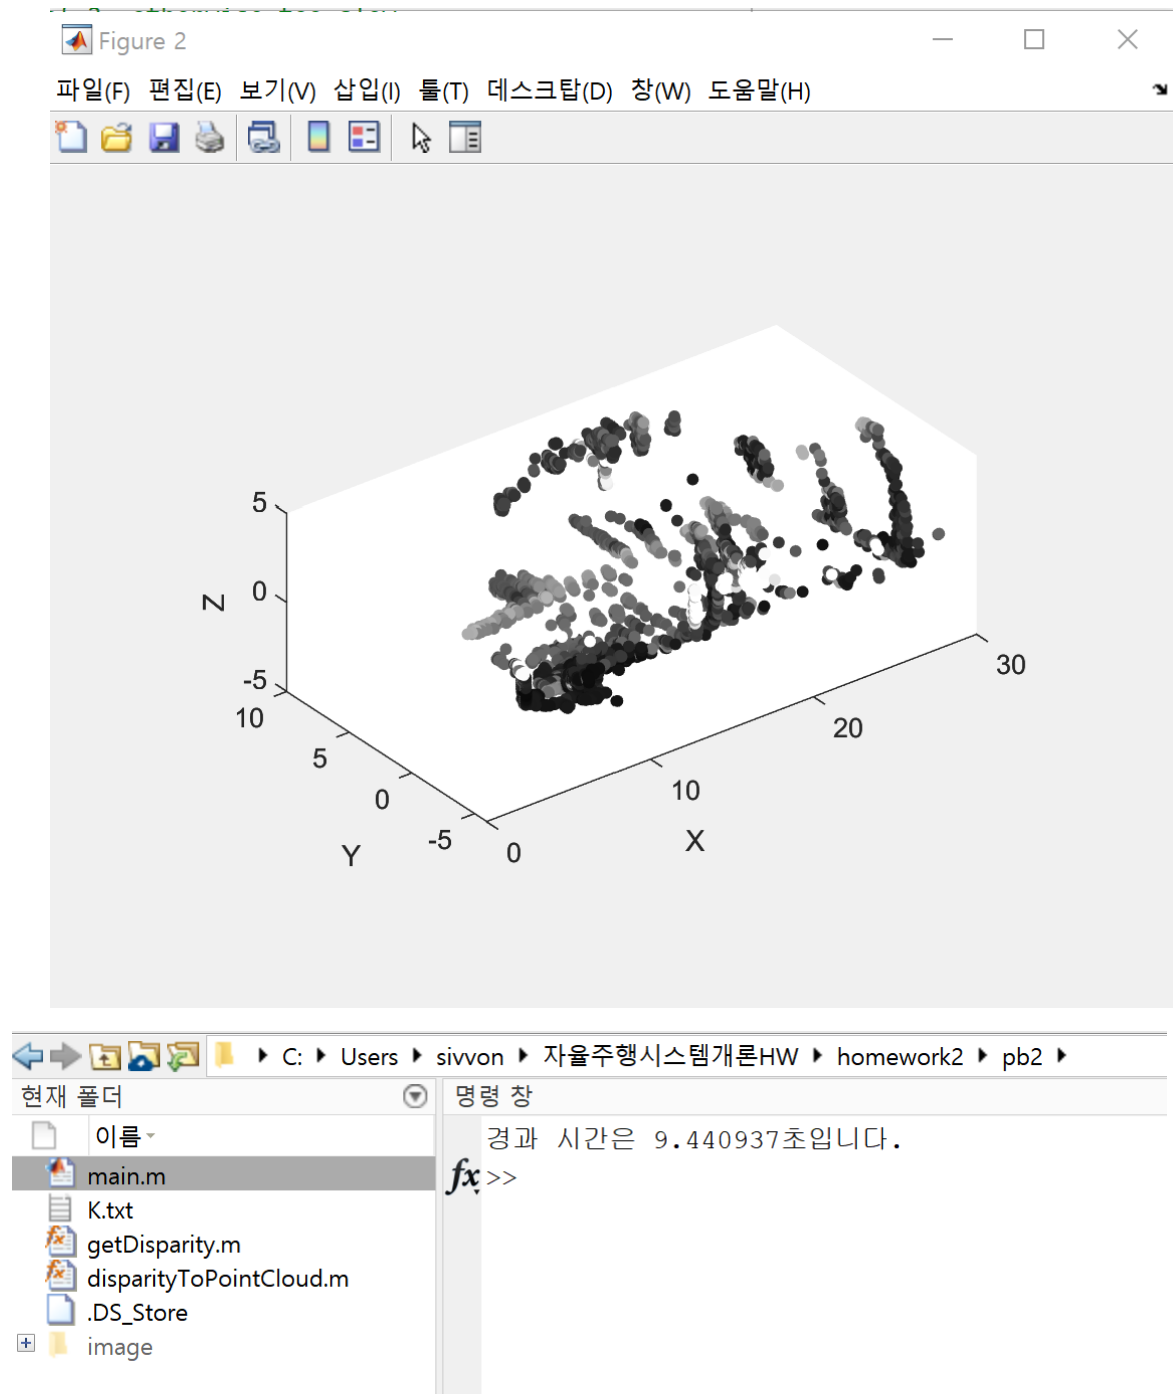 Figure 2
파일(F) 편집(E) 보기(V) 삽입(I) 툴(T) 데스크탑(D) 창(W) 도움말(H)
5
0
-5
Z
10
5
0
-5
Y
0
10
20
30
X
C: Users sivvon 자율주행시스템개론HW homework2 pb2
현재 폴더
명령 창
이름
경과 시간은 9.440937초입니다.
fx >>
main.m
K.txt
getDisparity.m
disparityToPointCloud.m
.DS_Store
image